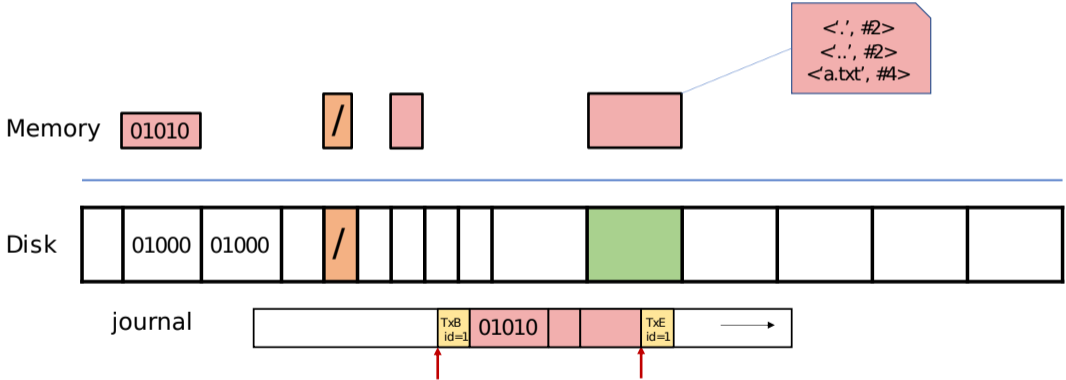 <'.', #2>
<'..', #2>
<'a.txt', #4>
Memory
01010
/
Disk
01000
01000
/
journal
TxB
id=1
01010
TxE
id=1